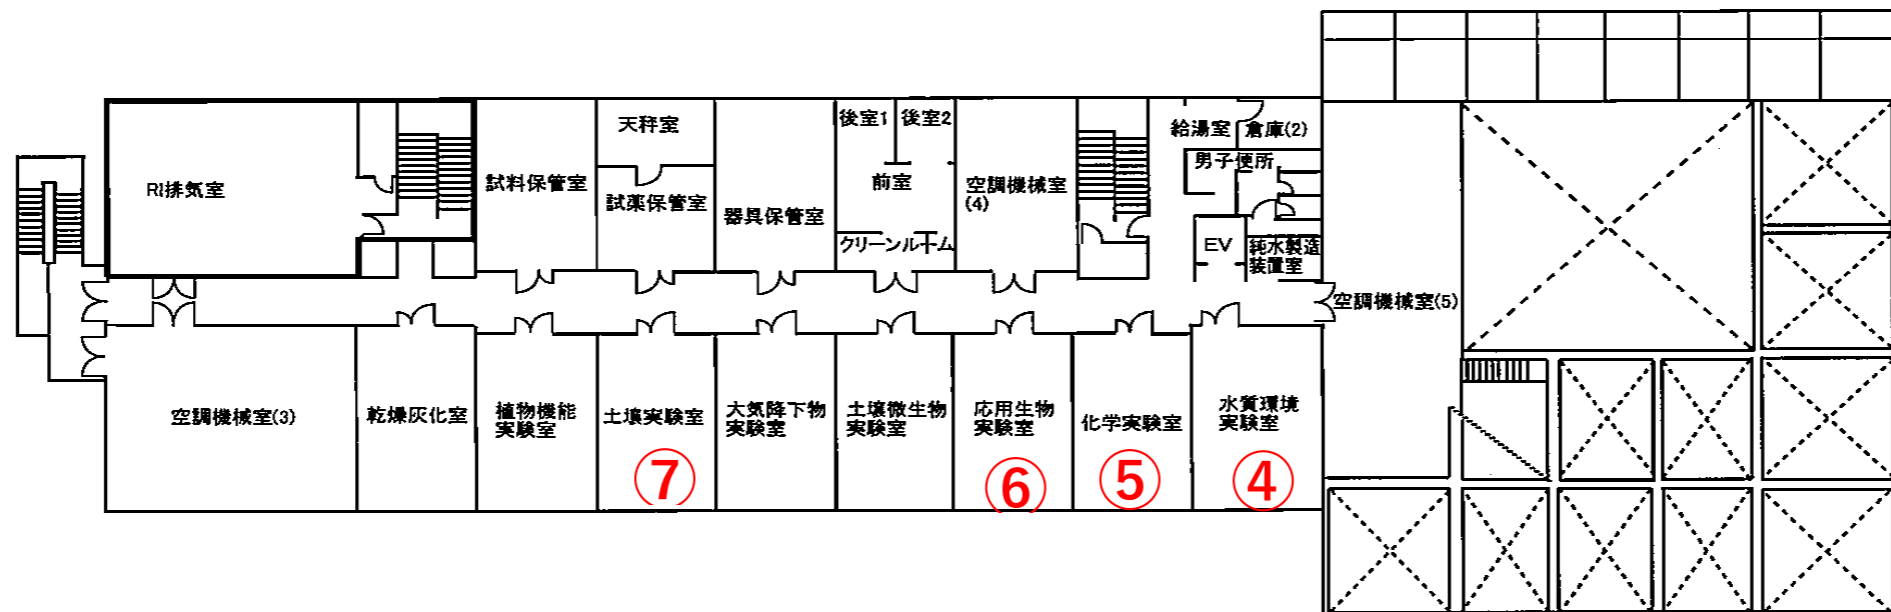 天秤室
後室1
後室2
給湯室
倉庫(2)
RI排気室
試料保管室
試薬保管室
器具保管室
前室
空調機械室
(4)
男子便所
クリーンルーム
EV
純水製造
装置室
空調機械室(5)
空調機械室(3)
乾燥灰化室
植物機能
実験室
土壌実験室
大気降下物
実験室
土壌微生物
実験室
応用生物
実験室
化学実験室
水質環境
実験室
⑦
⑥
⑤
④